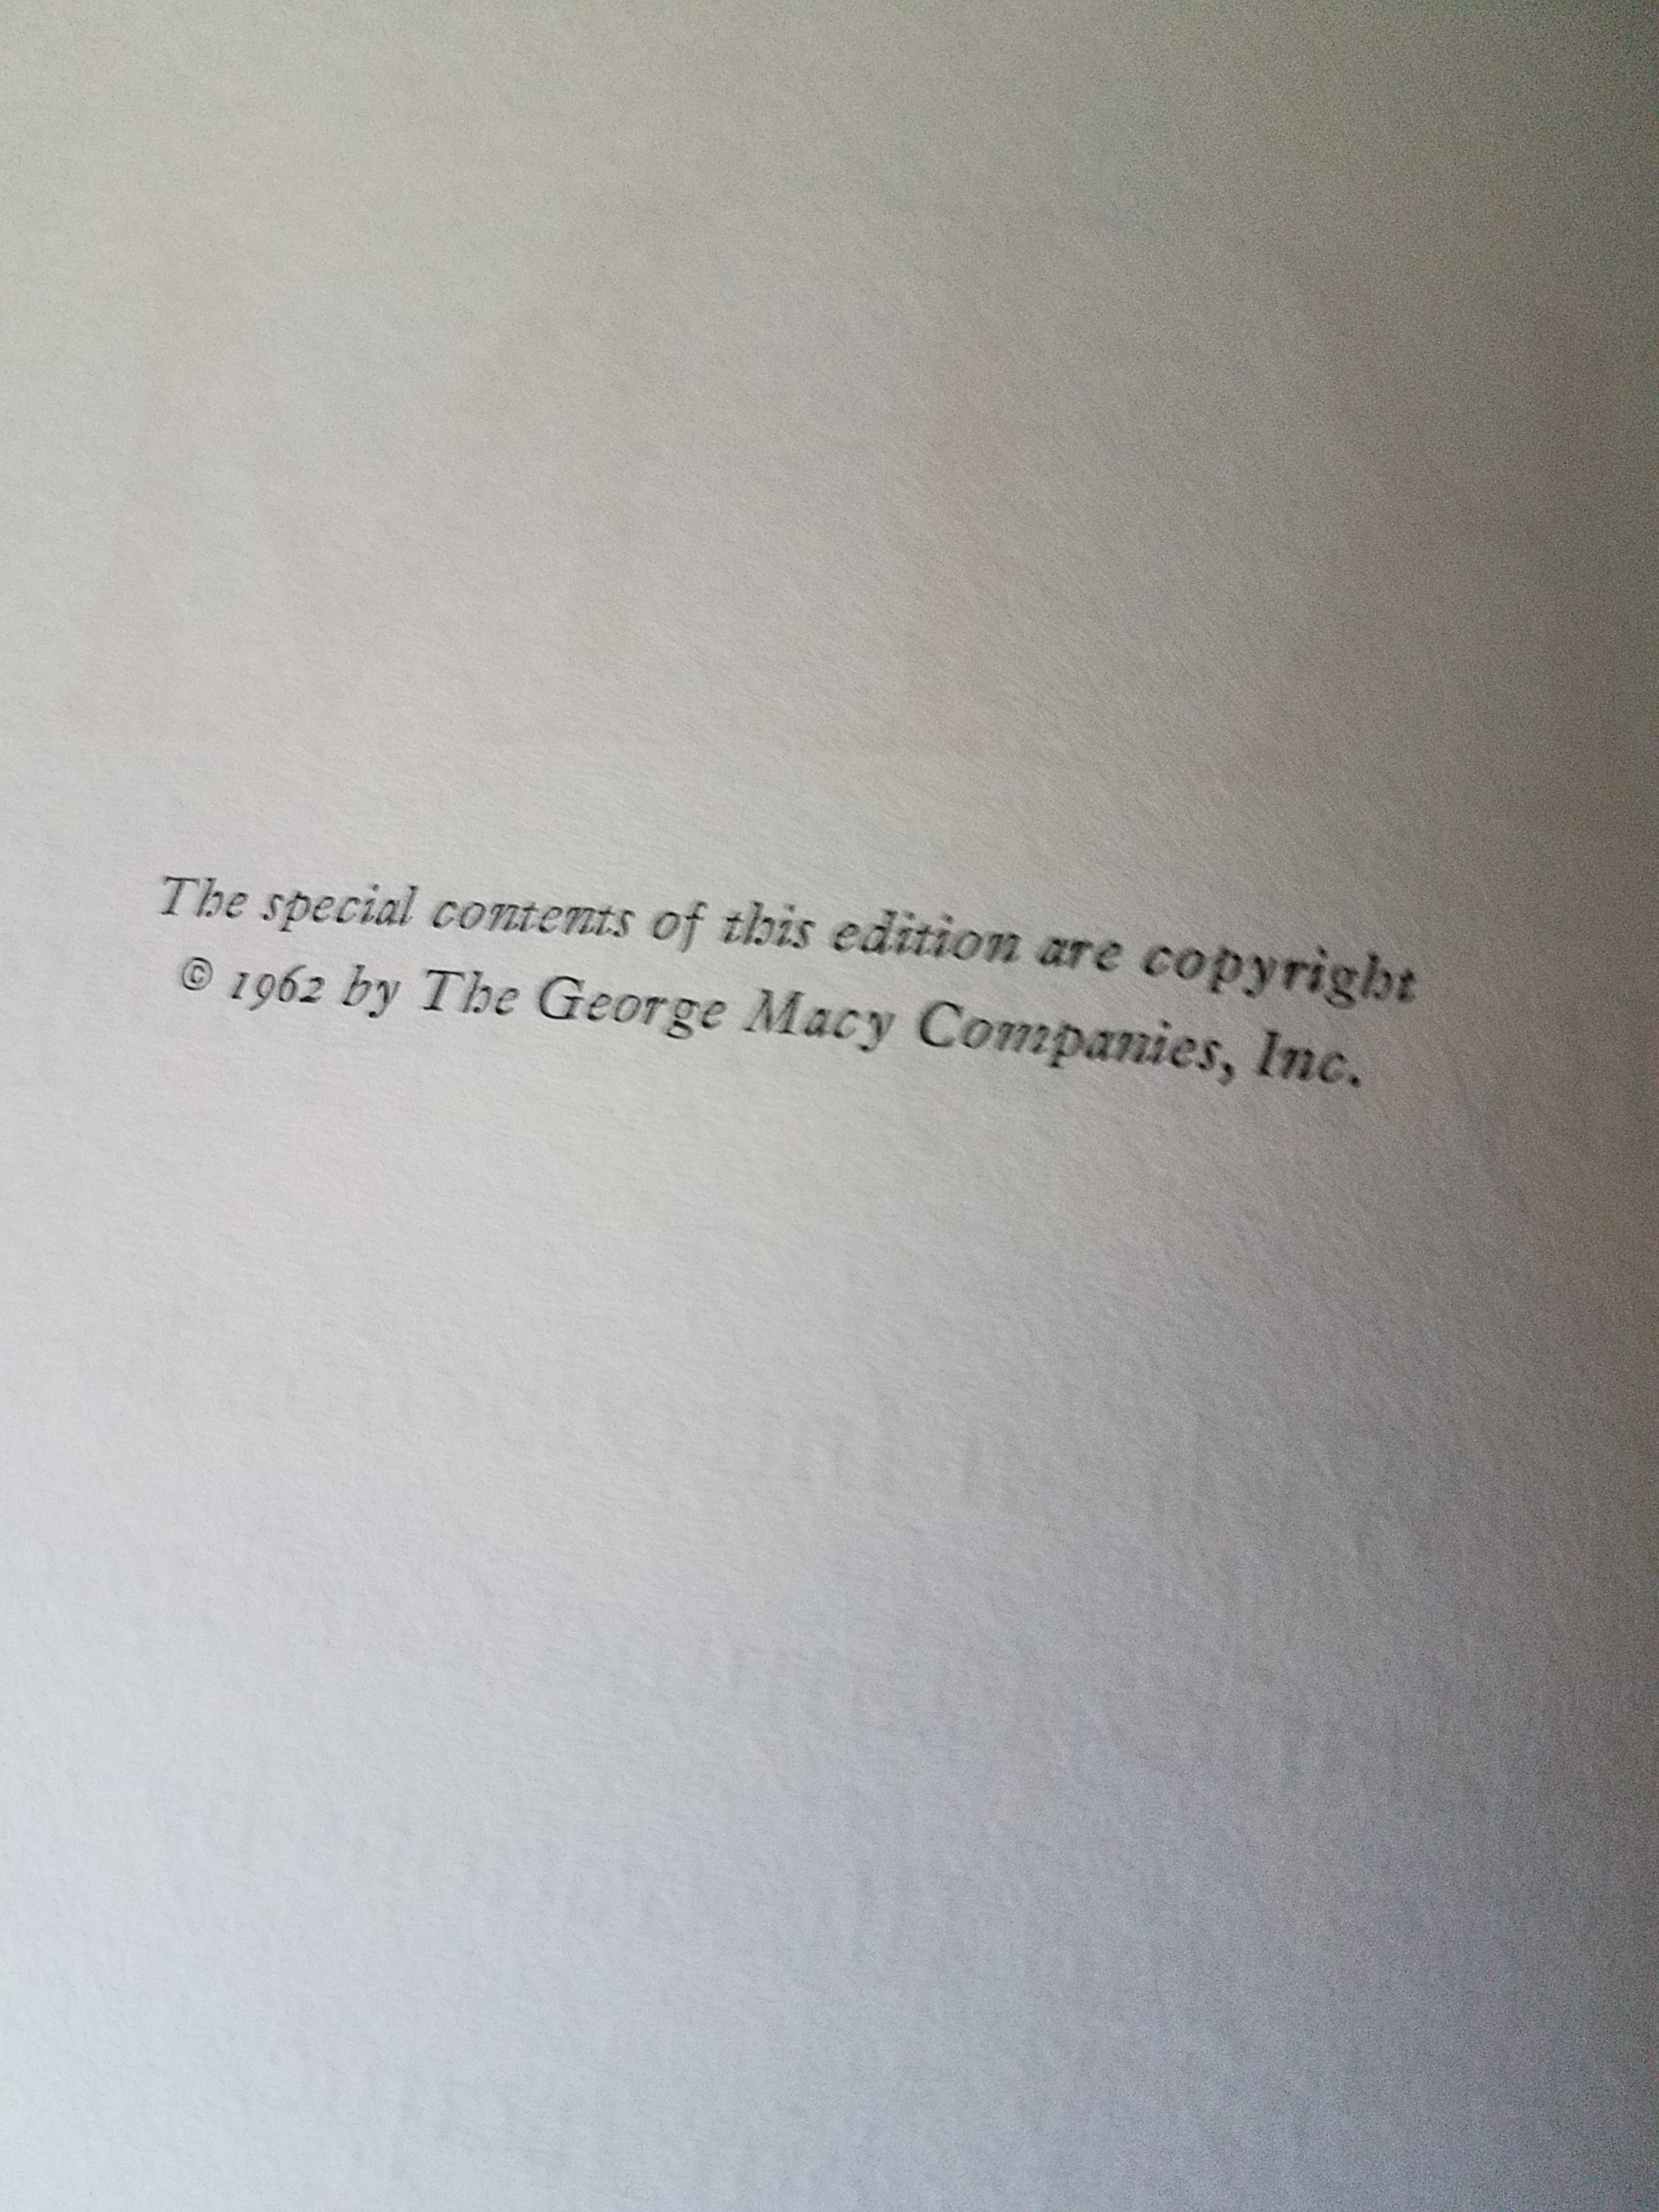 The special contents of this edition are copyright
© 1962 by The George Macy Companies, Inc.